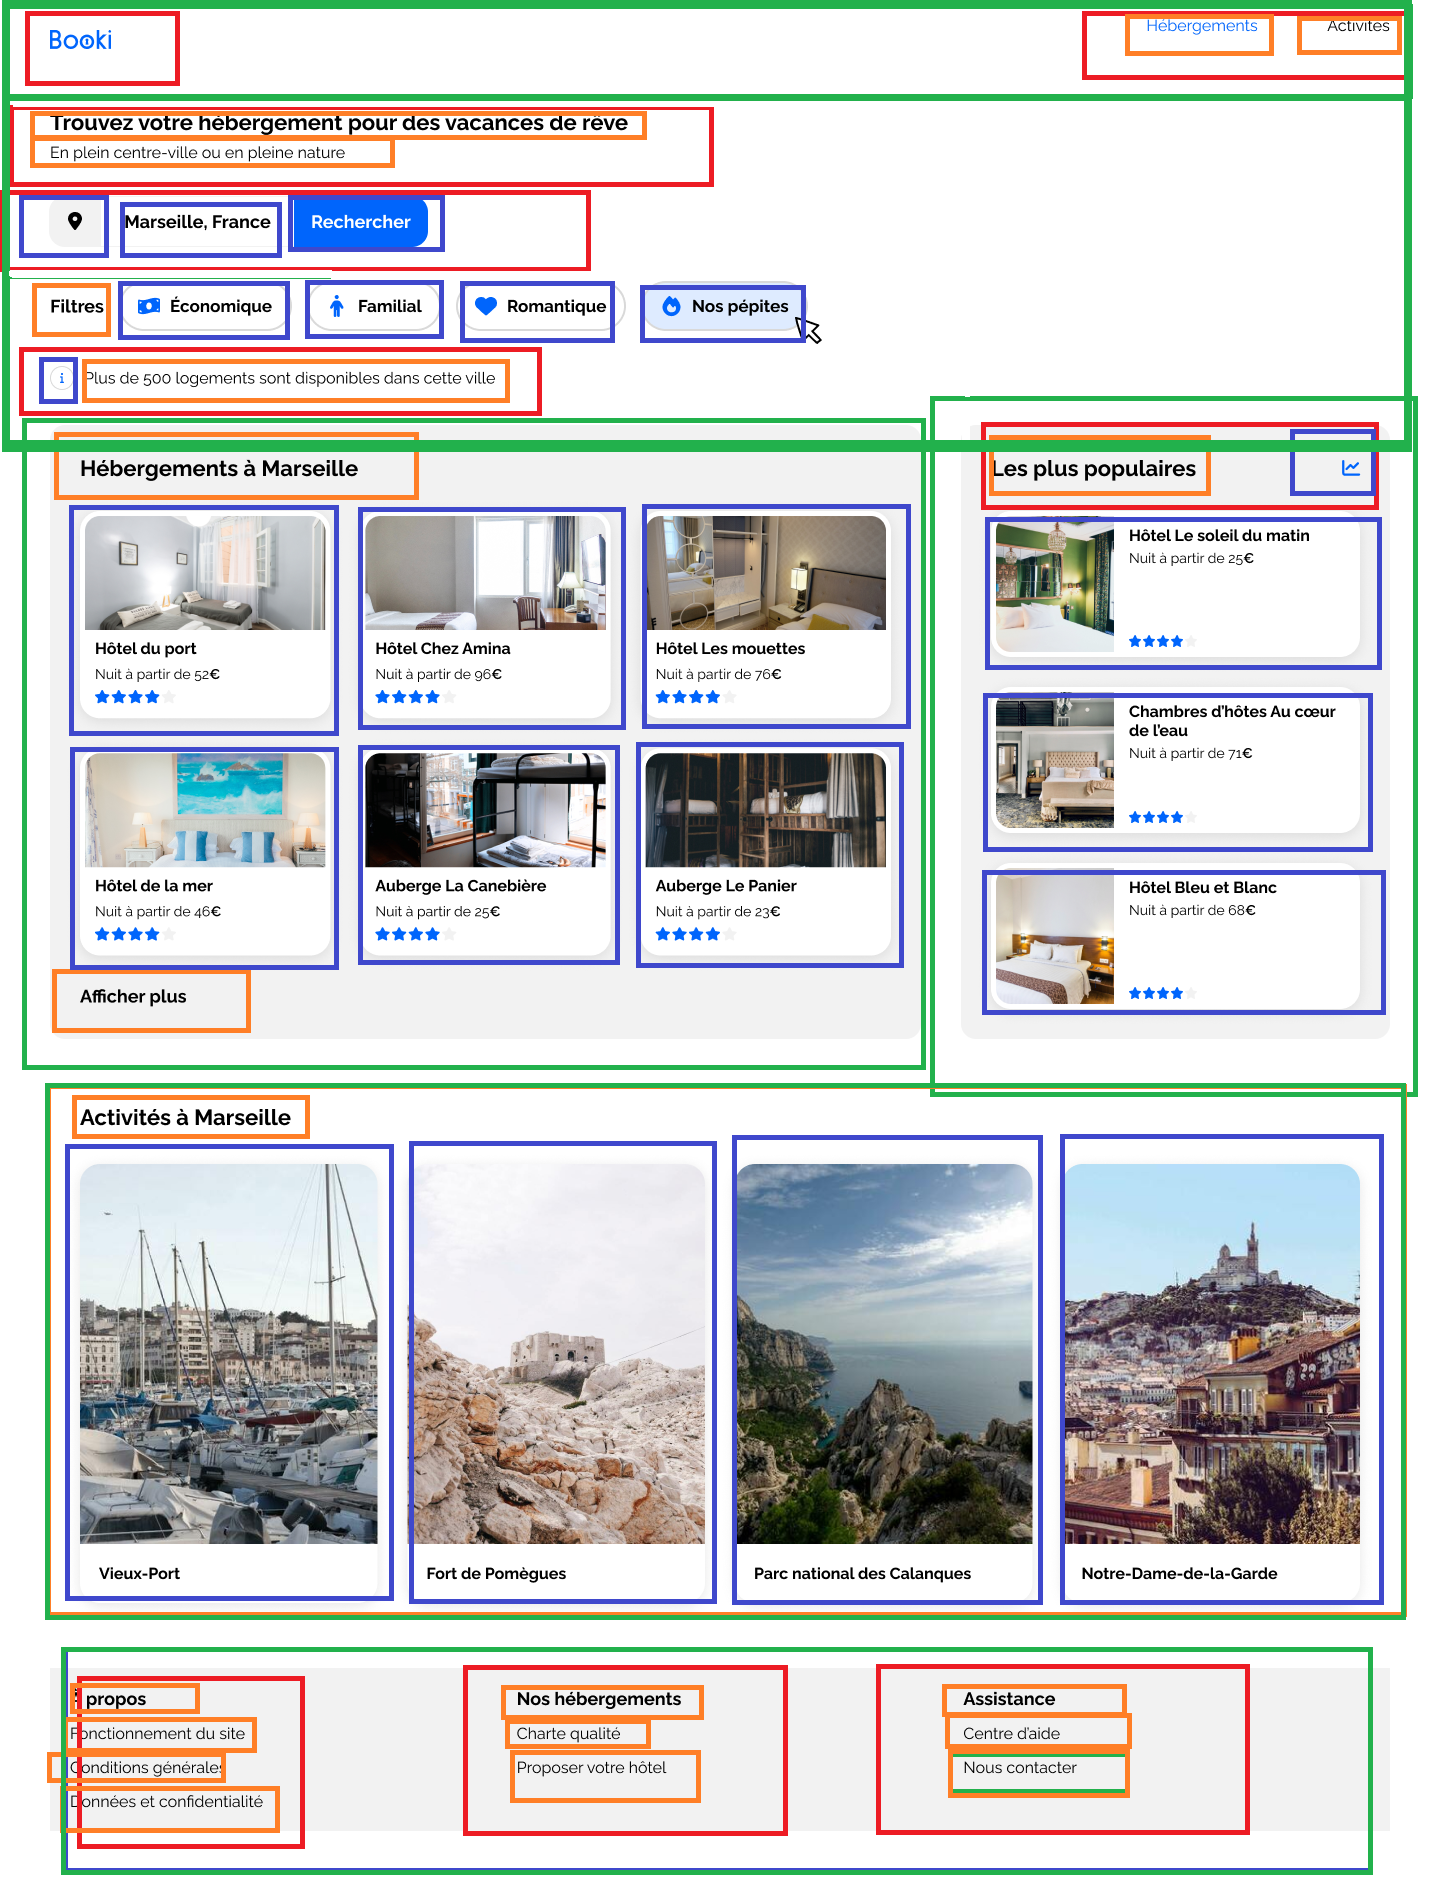 Booki
Hébergements
Activités
Trouvez votre hébergement pour des vacances de rêve
En plein centre-ville ou en pleine nature
Marseille, France
Rechercher
Filtres
Économique
Familial
Romantique
Nos pépites
Plus de 500 logements sont disponibles dans cette ville
Hébergements à Marseille
Hôtel du port
Nuit à partir de 52€
Hôtel Chez Amina
Nuit à partir de 96€
Hôtel Les mouettes
Nuit à partir de 76€
Hôtel de la mer
Nuit à partir de 46€
Auberge La Canebière
Nuit à partir de 25€
Auberge Le Panier
Nuit à partir de 23€
Afficher plus
Les plus populaires
Hôtel Le soleil du matin
Nuit à partir de 25€
Chambres d'hôtes Au cœur
de l'eau
Nuit à partir de 71€
Hôtel Bleu et Blanc
Nuit à partir de 68€
Activités à Marseille
Vieux-Port
Fort de Pomègues
Parc national des Calanques
Notre-Dame-de-la-Garde
propos
Fonctionnement du site
Conditions générales
Données et confidentialité
Nos hébergements
Charte qualité
Proposer votre hôtel
Assistance
Centre d'aide
Nous contacter